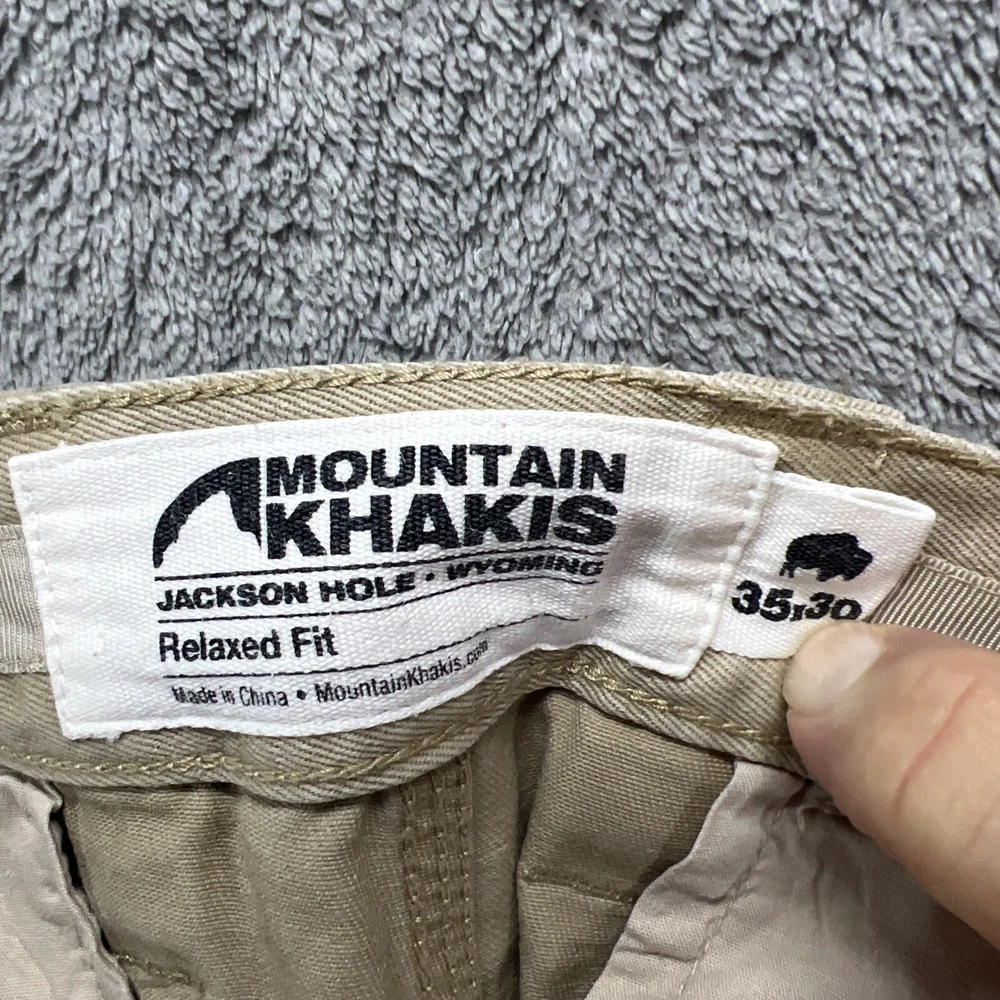 MOUNTAIN
KHAKIS
JACKSON HOLE • WYOMING
Relaxed Fit
Made in China • MountainKhakis.com
35x30